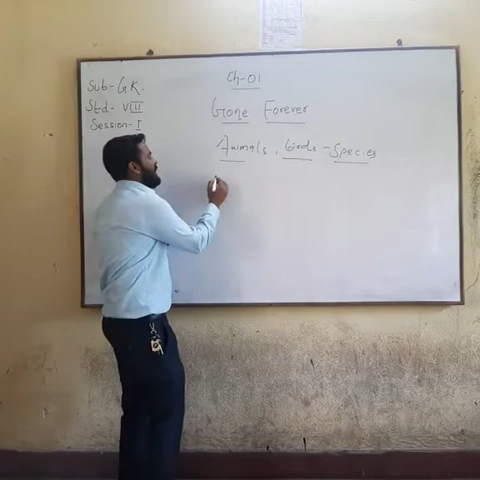 Sub- G.K.
Std- VIII
Session- I
Ch-01
Gone Forever
Animals, Birds - Species